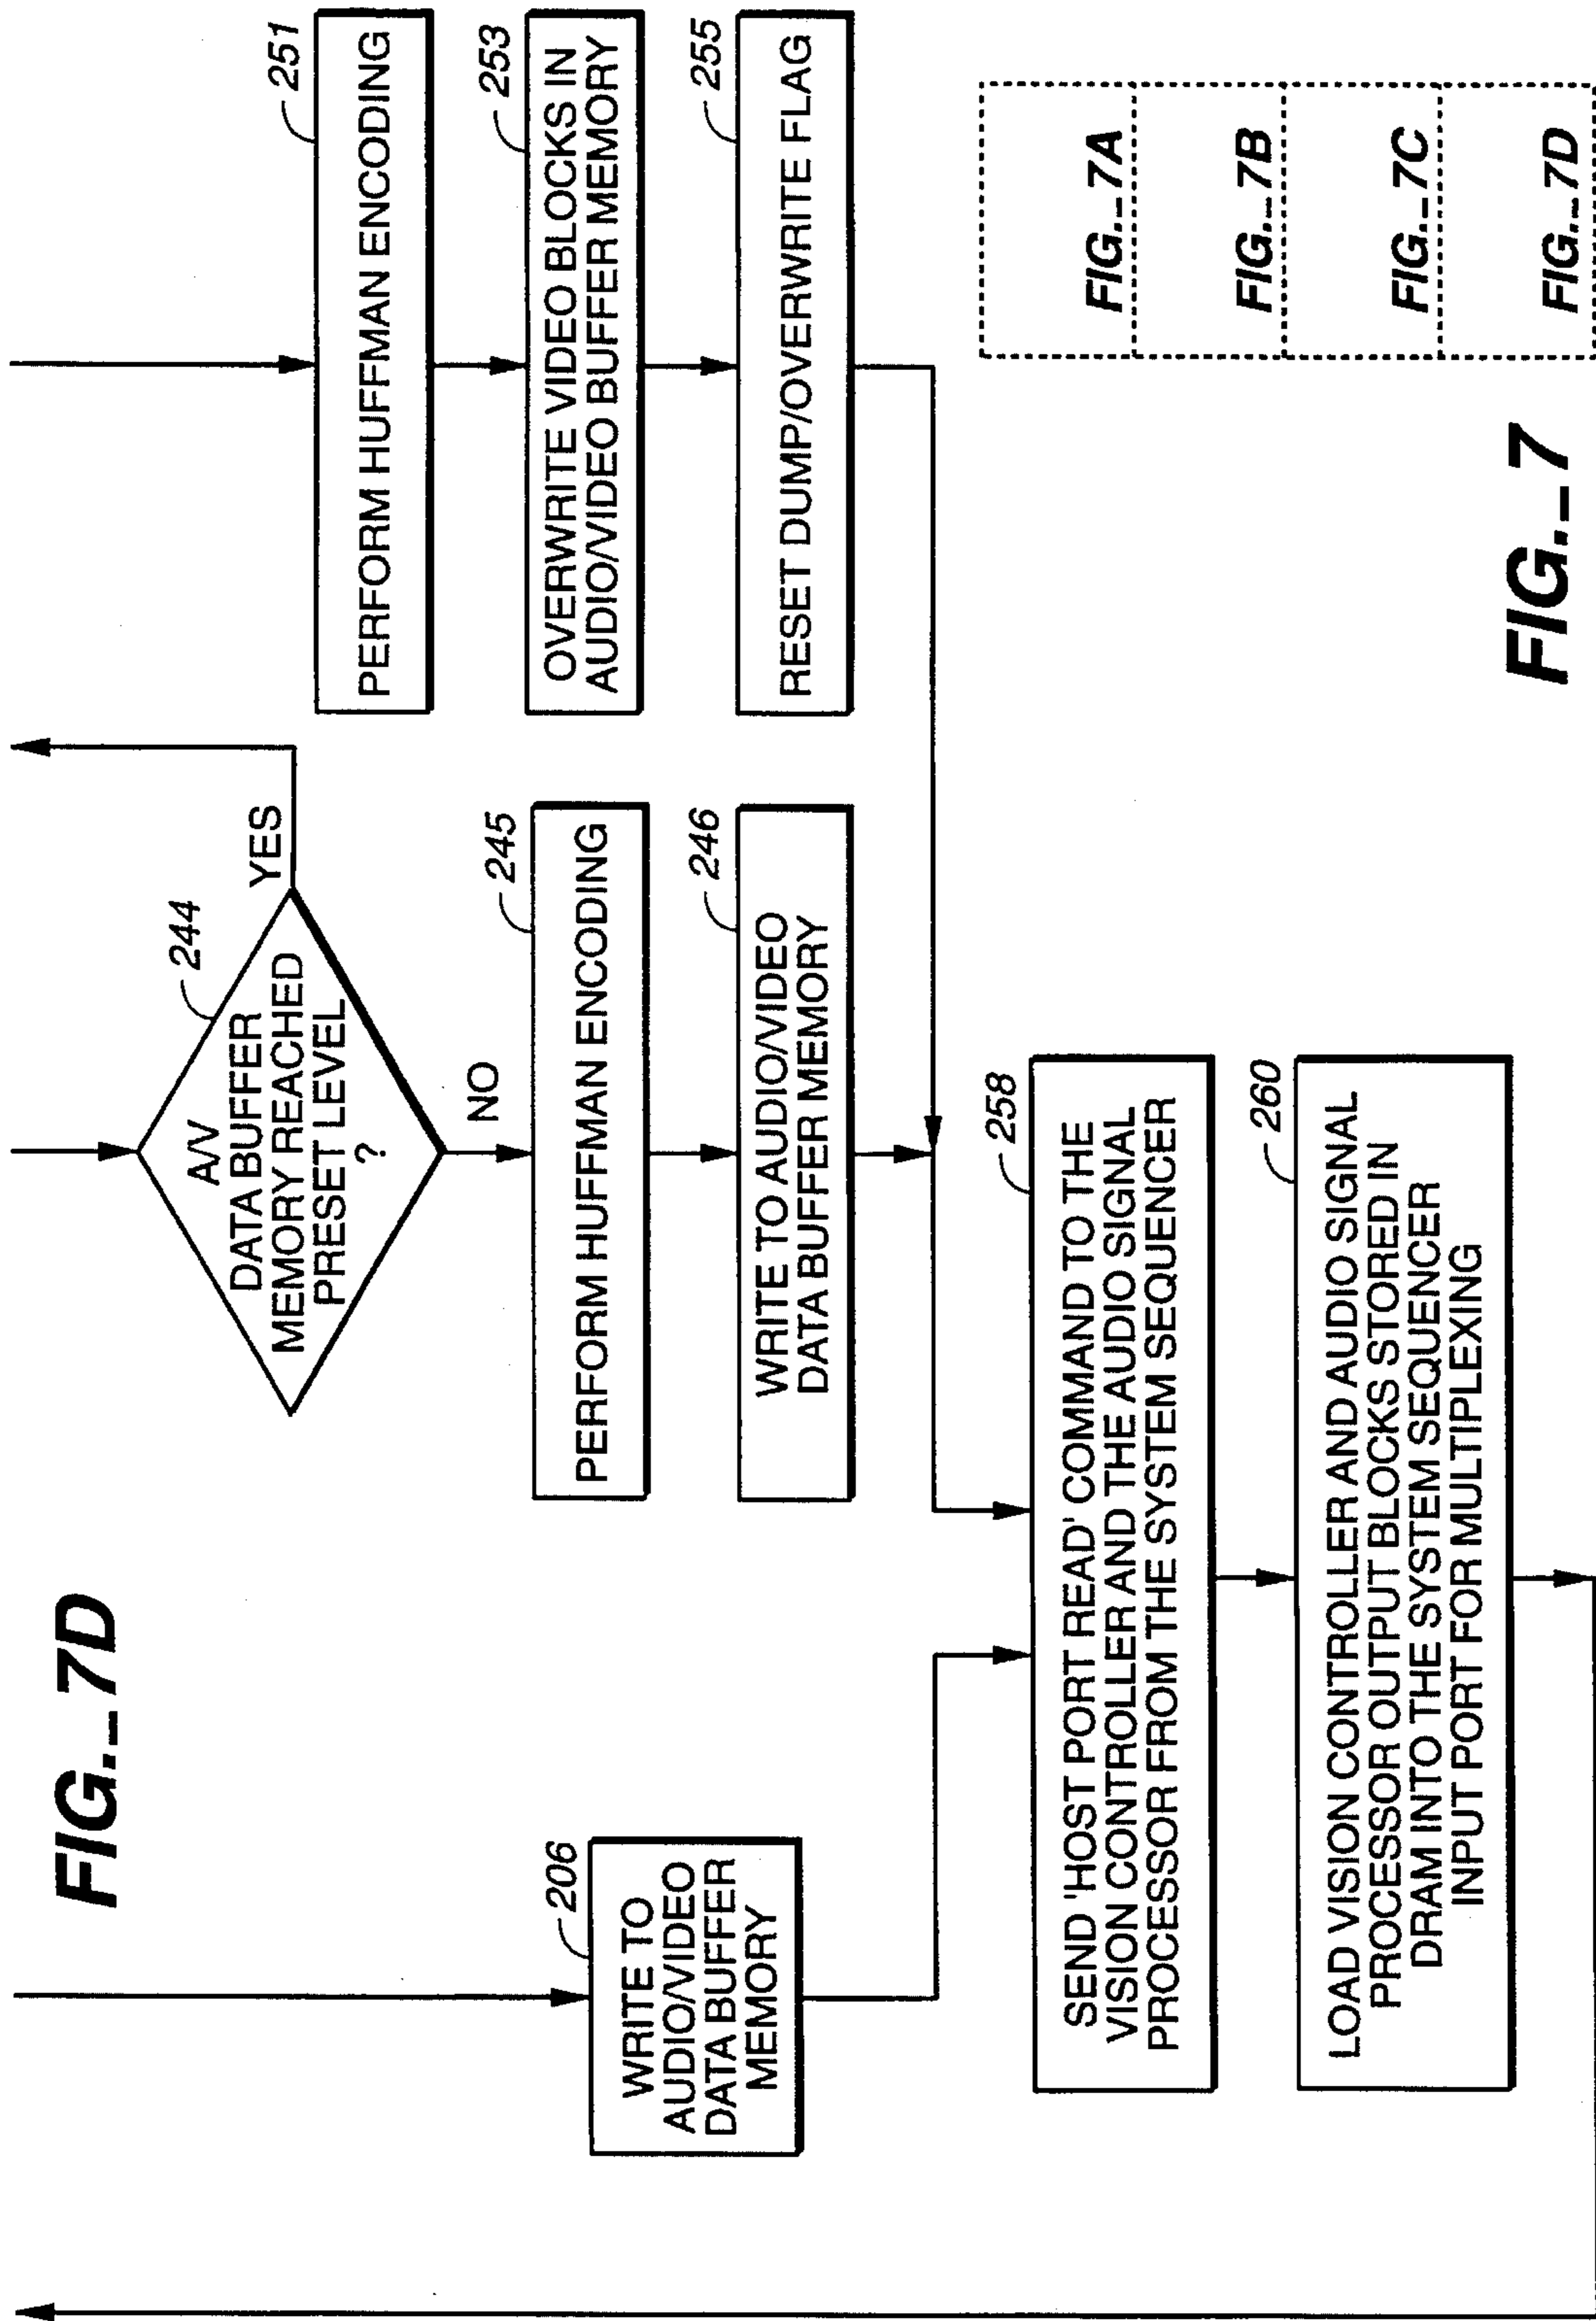 FIG._7D
206
WRITE TO
AUDIO/VIDEO
DATA BUFFER
MEMORY
244
A/V
DATA BUFFER
MEMORY REACHED
PRESET LEVEL
?
YES
NO
245
PERFORM HUFFMAN ENCODING
246
WRITE TO AUDIO/VIDEO
DATA BUFFER MEMORY
251
PERFORM HUFFMAN ENCODING
253
OVERWRITE VIDEO BLOCKS IN
AUDIO/VIDEO BUFFER MEMORY
255
RESET DUMP/OVERWRITE FLAG
258
SEND 'HOST PORT READ' COMMAND TO THE
VISION CONTROLLER AND THE AUDIO SIGNAL
PROCESSOR FROM THE SYSTEM SEQUENCER
260
LOAD VISION CONTROLLER AND AUDIO SIGNAL
PROCESSOR OUTPUT BLOCKS STORED IN
DRAM INTO THE SYSTEM SEQUENCER
INPUT PORT FOR MULTIPLEXING
FIG._7A
FIG._7B
FIG._7C
FIG._7D
FIG._7